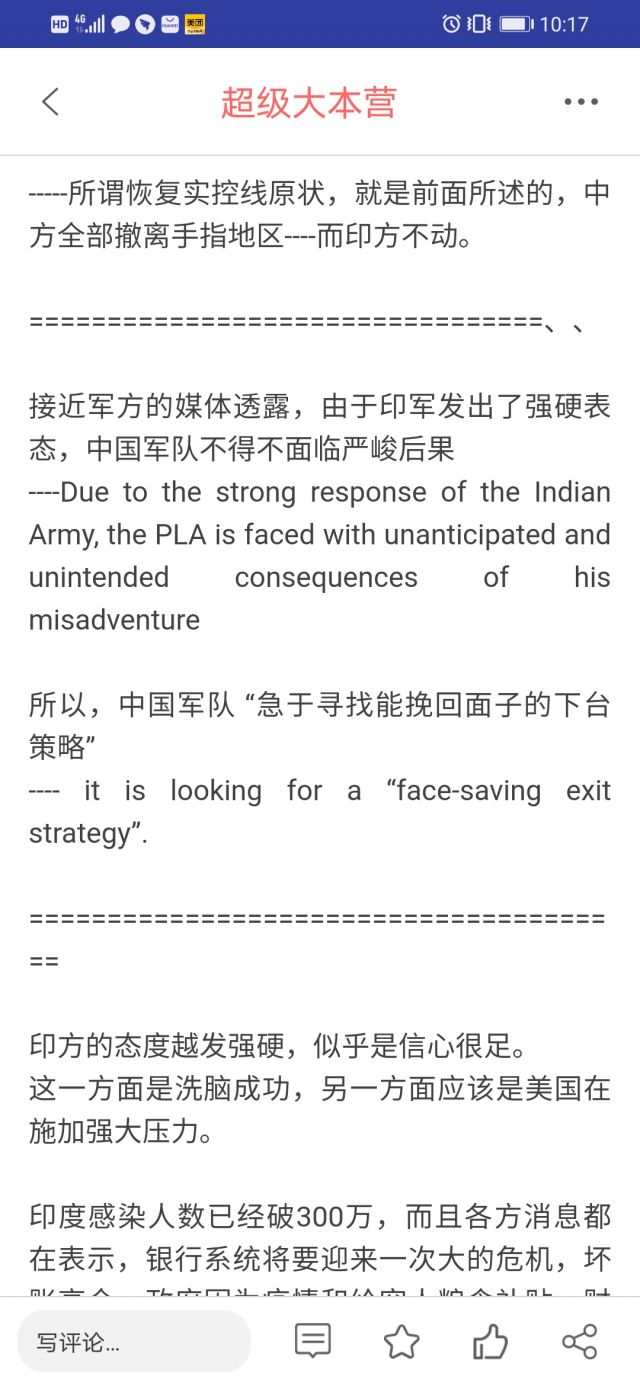 HD 4G 美团 10:17
超级大本营
-----所谓恢复实控线原状，就是前面所述的，中
方全部撤离手指地区----而印方不动。
=================================、、
接近军方的媒体透露，由于印军发出了强硬表
态，中国军队不得不面临严峻后果
----Due to the strong response of the Indian
Army, the PLA is faced with unanticipated and
unintended consequences of his
misadventure
所以，中国军队 “急于寻找能挽回面子的下台
策略”
---- it is looking for a “face-saving exit
strategy”.
=====================================
==
印方的态度越发强硬，似乎是信心很足。
这一方面是洗脑成功，另一方面应该是美国在
施加强大压力。
印度感染人数已经破300万，而且各方消息都
在表示，银行系统将要迎来一次大的危机，坏
写评论...